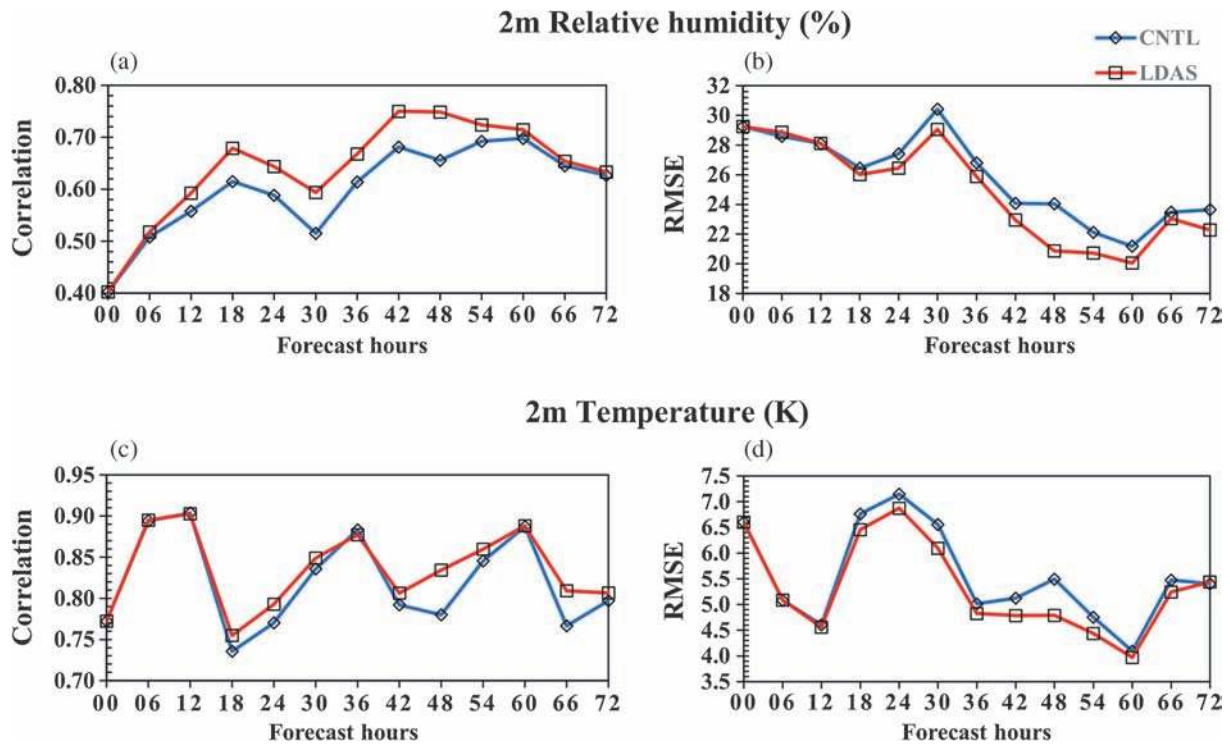 2m Relative humidity (%)
CNTL
LDAS
(a)
(b)
0.80
0.70
0.60
0.50
0.40
Correlation
00 06 12 18 24 30 36 42 48 54 60 66 72
Forecast hours
32
30
28
26
24
22
20
18
RMSE
00 06 12 18 24 30 36 42 48 54 60 66 72
Forecast hours
2m Temperature (K)
(c)
(d)
0.95
0.90
0.85
0.80
0.75
0.70
Correlation
00 06 12 18 24 30 36 42 48 54 60 66 72
Forecast hours
7.5
7.0
6.5
6.0
5.5
5.0
4.5
4.0
3.5
RMSE
00 06 12 18 24 30 36 42 48 54 60 66 72
Forecast hours